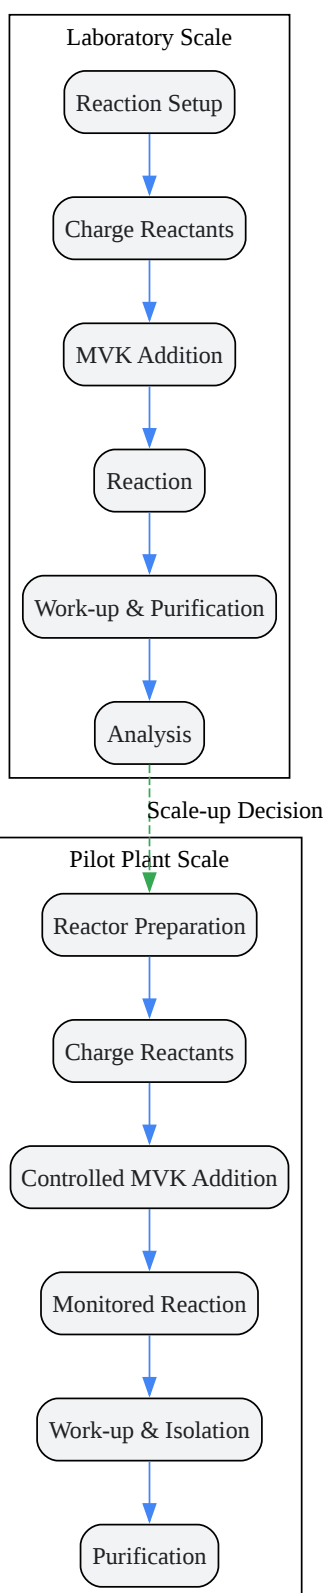 Laboratory Scale
Reaction Setup
Charge Reactants
MVK Addition
Reaction
Work-up & Purification
Analysis
Scale-up Decision
Pilot Plant Scale
Reactor Preparation
Charge Reactants
Controlled MVK Addition
Monitored Reaction
Work-up & Isolation
Purification